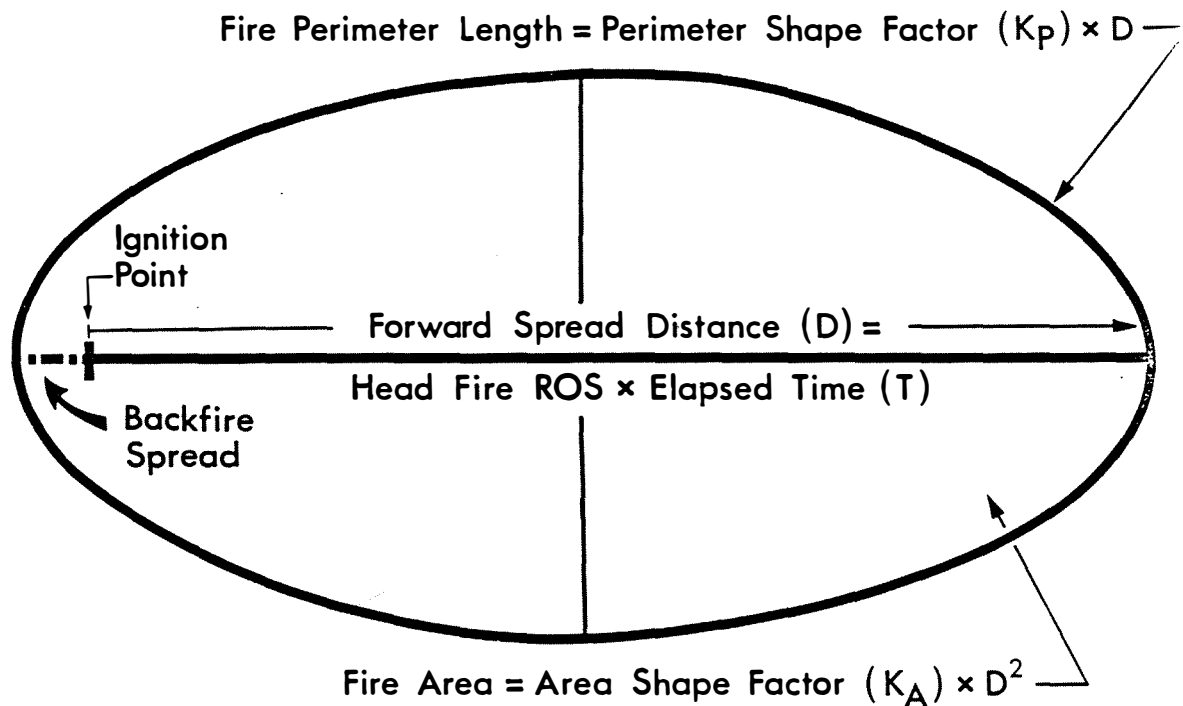 Fire Perimeter Length = Perimeter Shape Factor (Kₚ) × D
Ignition
Point
Forward Spread Distance (D) =
Head Fire ROS × Elapsed Time (T)
Backfire
Spread
Fire Area = Area Shape Factor (K_A) × D²